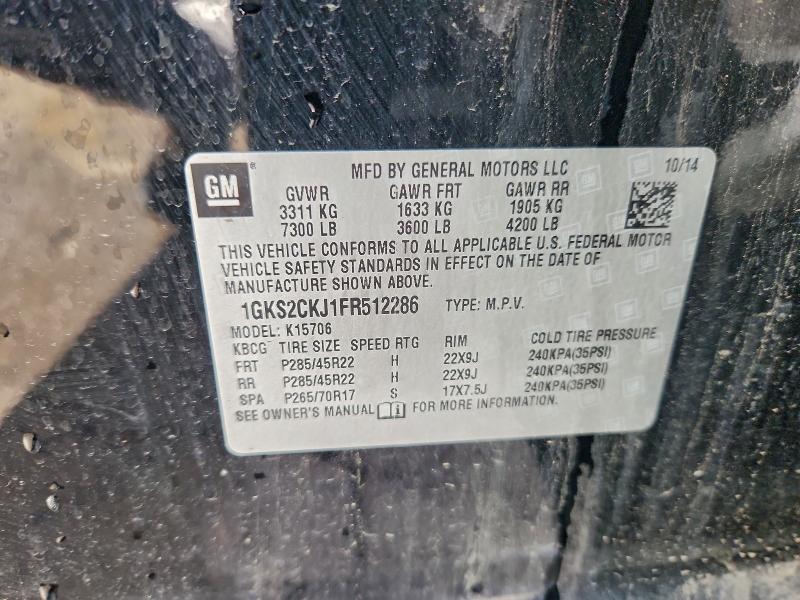 GM ®
MFD BY GENERAL MOTORS LLC 10/14
GVWR GAWR FRT GAWR RR
3311 KG 1633 KG 1905 KG
7300 LB 3600 LB 4200 LB
THIS VEHICLE CONFORMS TO ALL APPLICABLE U.S. FEDERAL MOTOR
VEHICLE SAFETY STANDARDS IN EFFECT ON THE DATE OF
MANUFACTURE SHOWN ABOVE.
1GKS2CKJ1FR512286 TYPE: M.P.V.
MODEL: K15706
KBCG TIRE SIZE SPEED RTG RIM COLD TIRE PRESSURE
FRT P285/45R22 H 22X9J 240KPA(35PSI)
RR P285/45R22 H 22X9J 240KPA(35PSI)
SPA P265/70R17 S 17X7.5J 240KPA(35PSI)
SEE OWNER'S MANUAL FOR MORE INFORMATION.